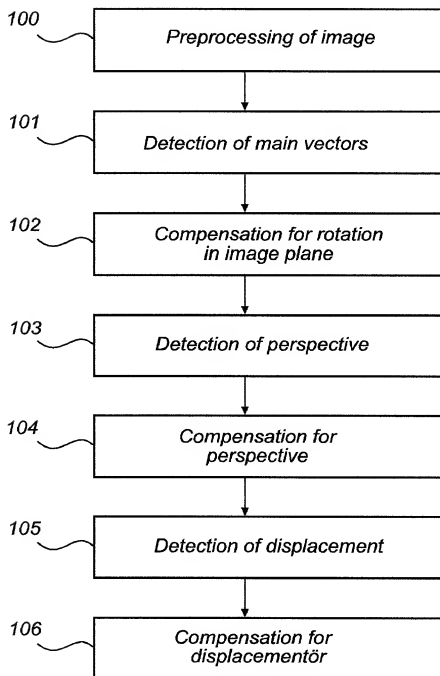 100
Preprocessing of image
101
Detection of main vectors
102
Compensation for rotation
in image plane
103
Detection of perspective
104
Compensation for
perspective
105
Detection of displacement
106
Compensation for
displacementör